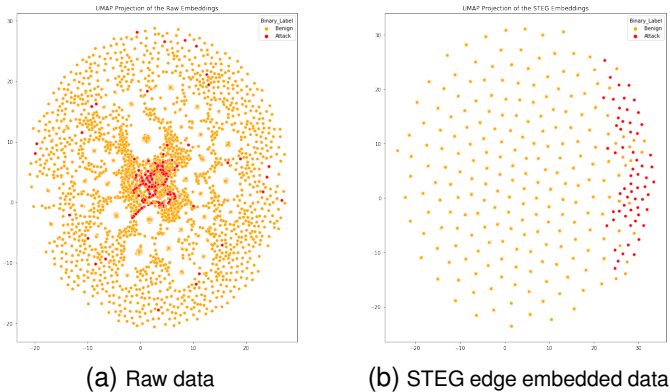 UMAP Projection of the Raw Embeddings
Binary_Label
Benign
Attack
30
20
10
0
-10
-20
-20
-10
0
10
20
(a) Raw data
UMAP Projection of the STEG Embeddings
Binary_Label
Benign
Attack
30
20
10
0
-10
-20
-20
-10
0
10
20
30
(b) STEG edge embedded data